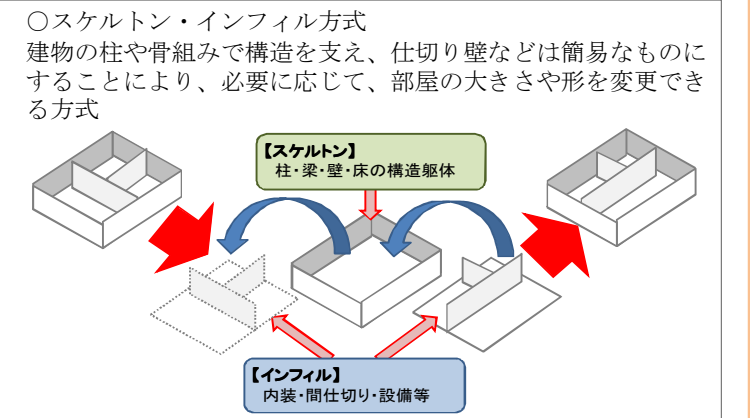 ○スケルトン・インフィル方式
建物の柱や骨組みで構造を支え、仕切り壁などは簡易なものに
することにより、必要に応じて、部屋の大きさや形を変更でき
る方式
【スケルトン】
柱・梁・壁・床の構造躯体
【インフィル】
内装・間仕切り・設備等